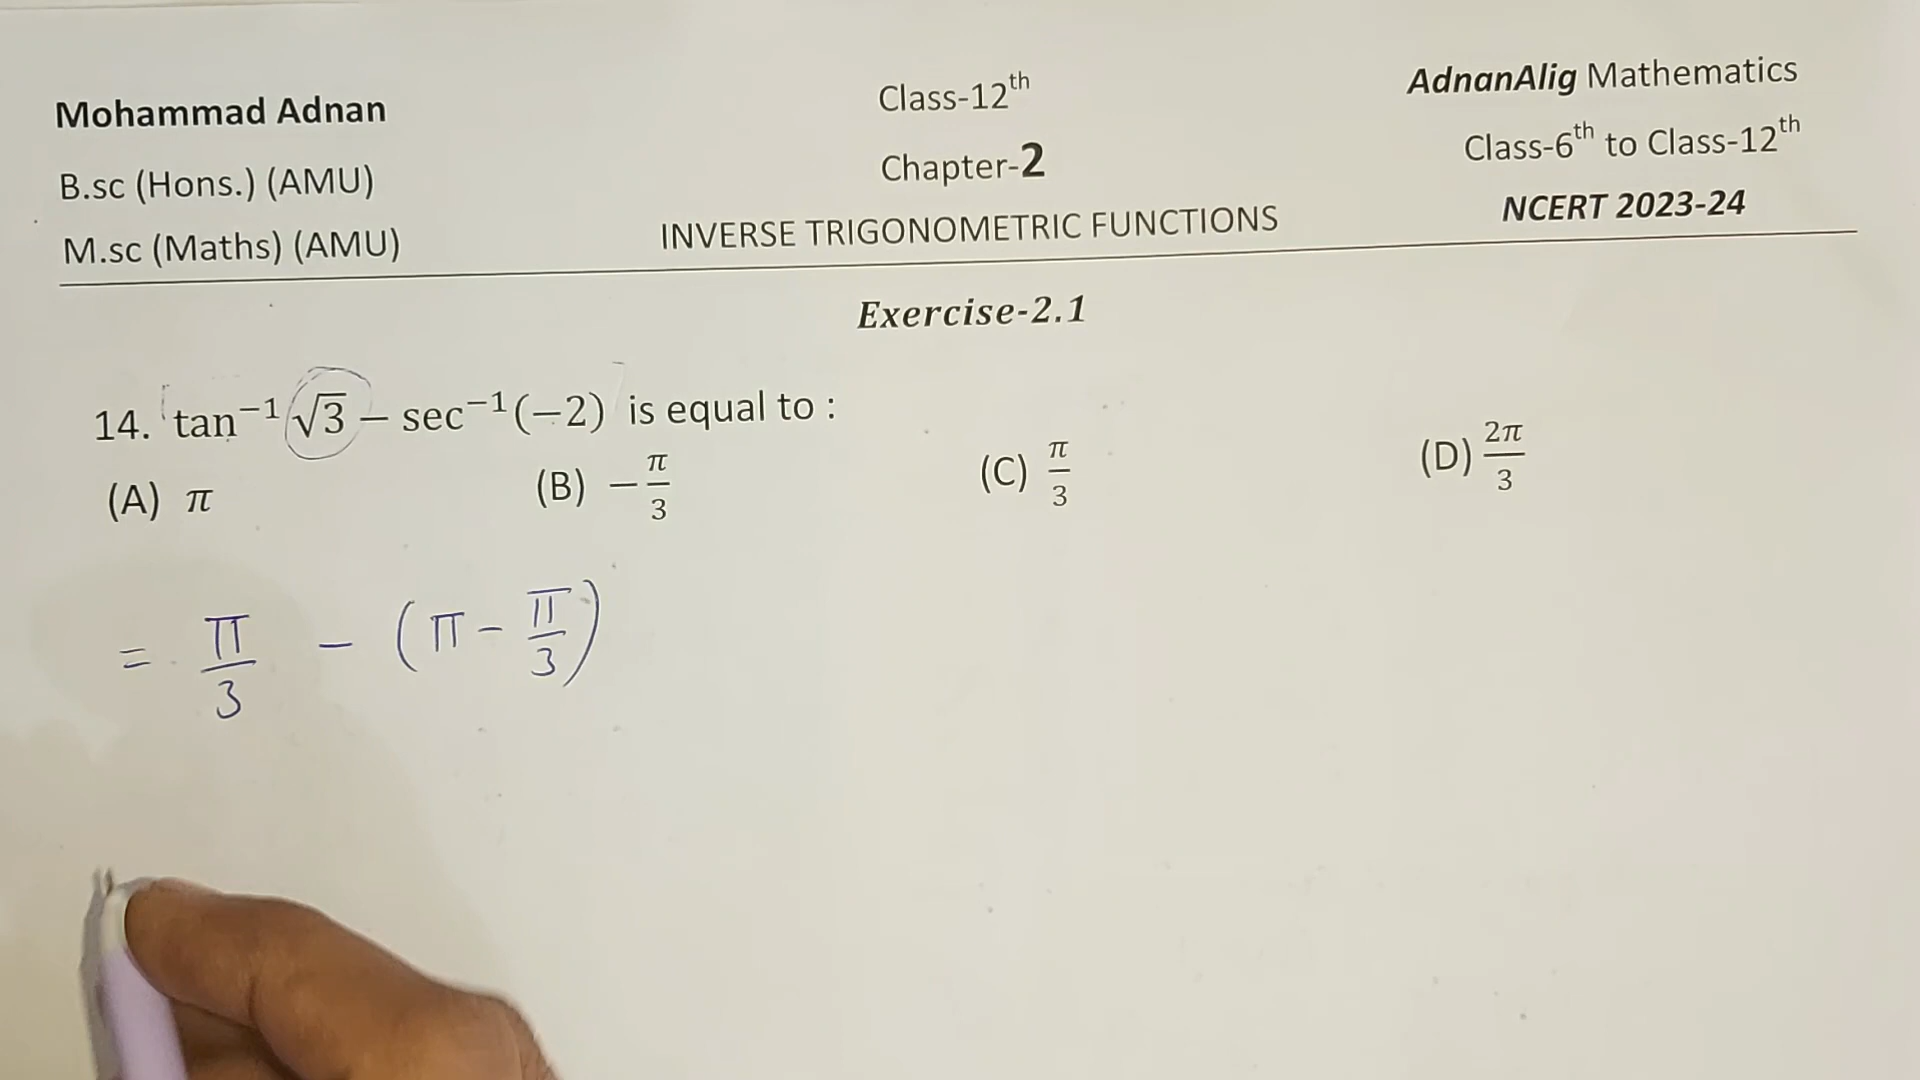 Mohammad Adnan
B.sc (Hons.) (AMU)
M.sc (Maths) (AMU)
Class-12th
Chapter-2
INVERSE TRIGONOMETRIC FUNCTIONS
AdnanAlig Mathematics
Class-6th to Class-12th
NCERT 2023-24
Exercise-2.1
14. tan⁻¹ √3 − sec⁻¹(−2) is equal to :
(A) π (B) −π/3 (C) π/3 (D) 2π/3
= π/3 − (π − π/3)